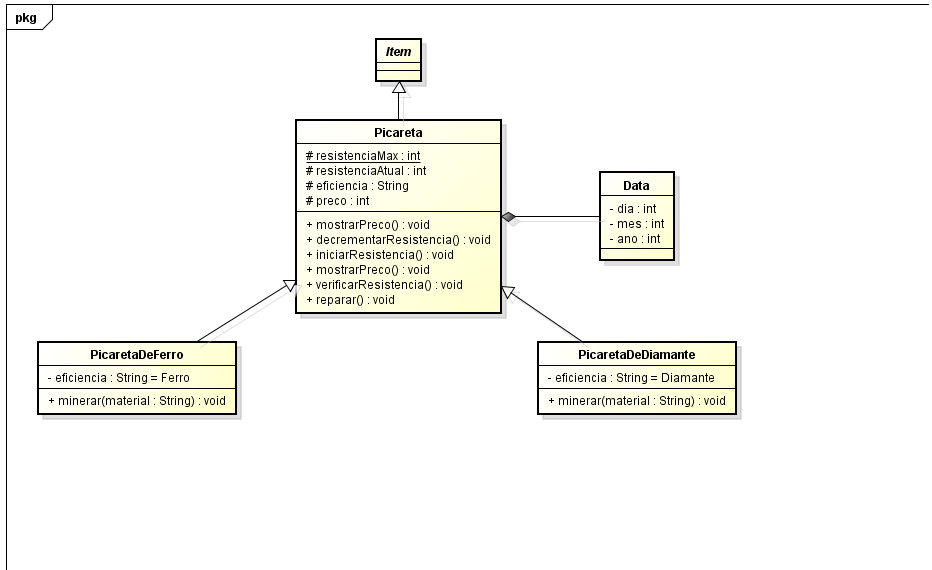 pkg
Item
Picareta
# resistenciaMax : int
# resistenciaAtual : int
# eficiencia : String
# preco : int
+ mostrarPreco() : void
+ decrementarResistencia() : void
+ iniciarResistencia() : void
+ mostrarPreco() : void
+ verificarResistencia() : void
+ reparar() : void
Data
- dia : int
- mes : int
- ano : int
PicaretaDeFerro
- eficiencia : String = Ferro
+ minerar(material : String) : void
PicaretaDeDiamante
- eficiencia : String = Diamante
+ minerar(material : String) : void